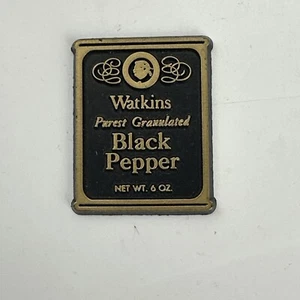 Watkins
Purest Granulated
Black
Pepper
NET WT. 6 OZ.